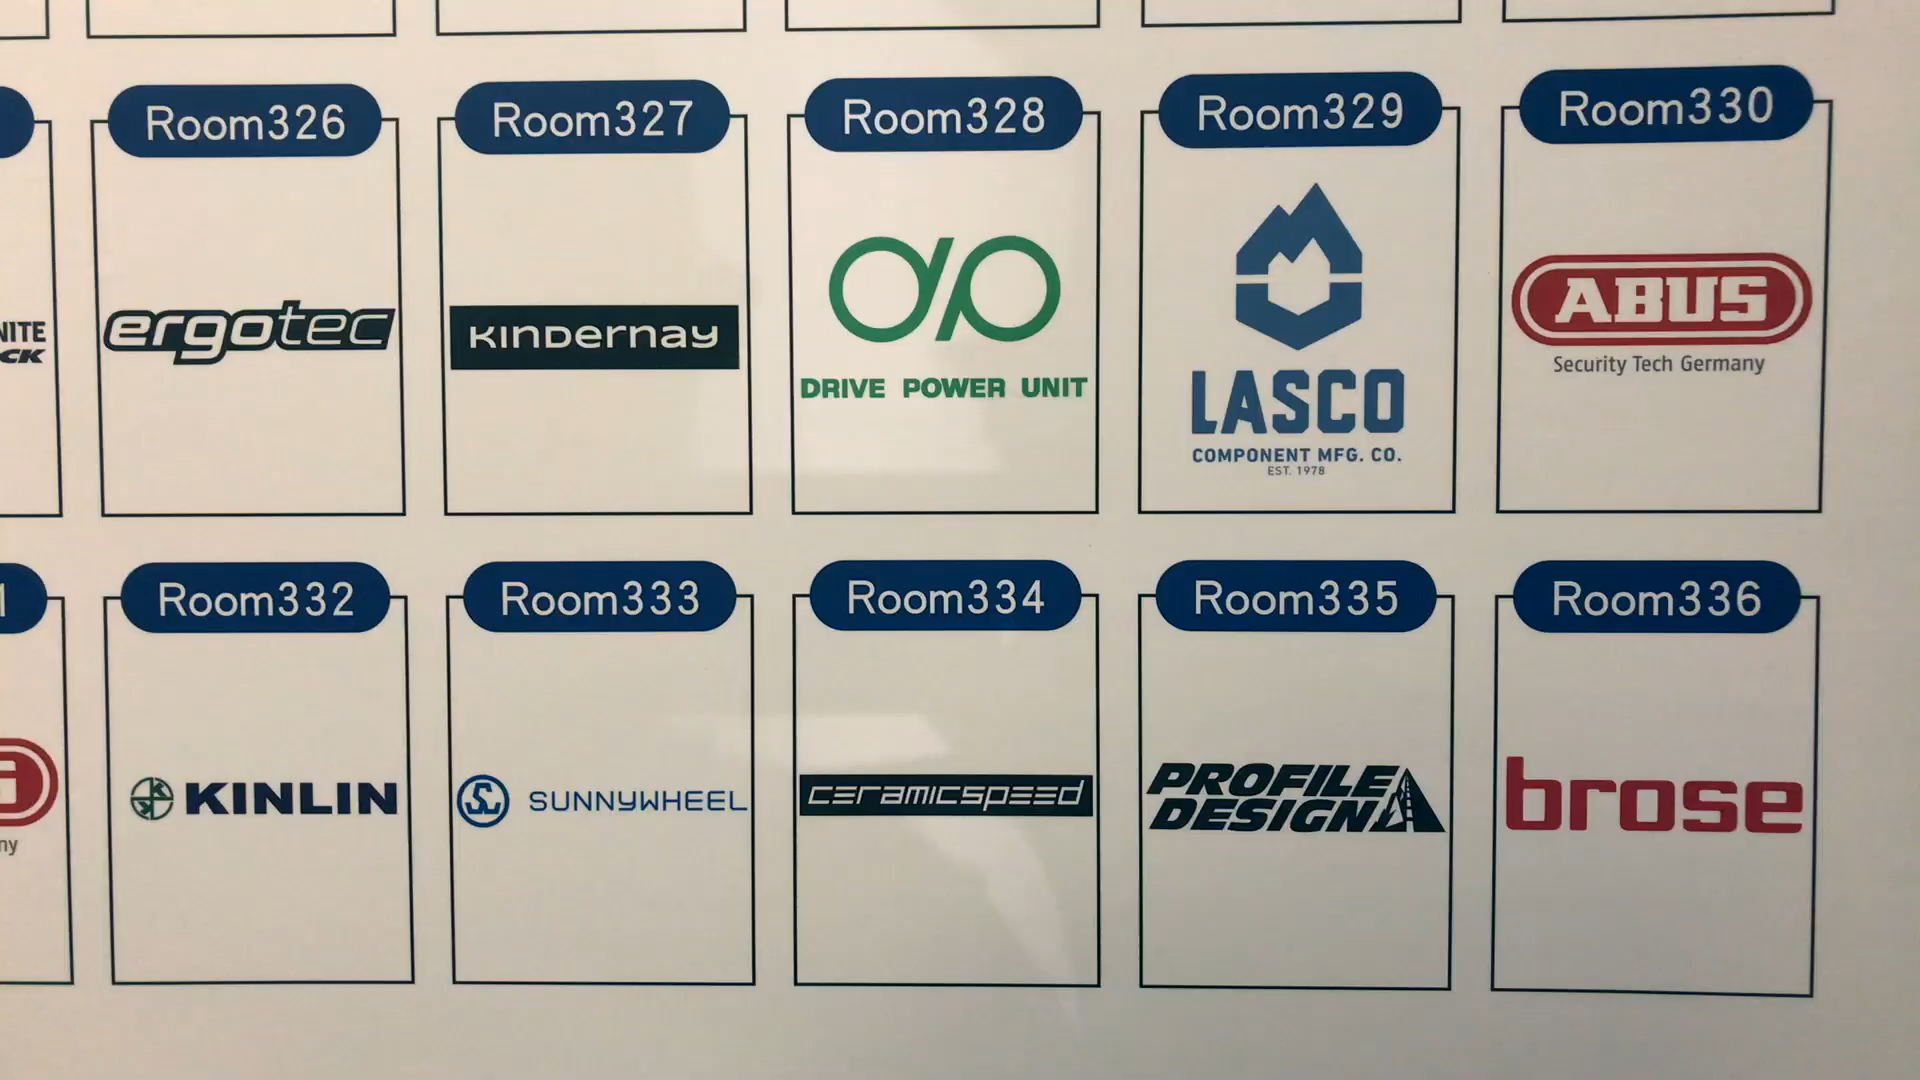 Room326
ergotec
Room327
KINDERNAY
Room328
DRIVE POWER UNIT
Room329
LASCO
COMPONENT MFG. CO.
EST. 1978
Room330
ABUS
Security Tech Germany
Room332
KINLIN
Room333
SUNNYWHEEL
Room334
ceramicspeed
Room335
PROFILE
DESIGN
Room336
brose